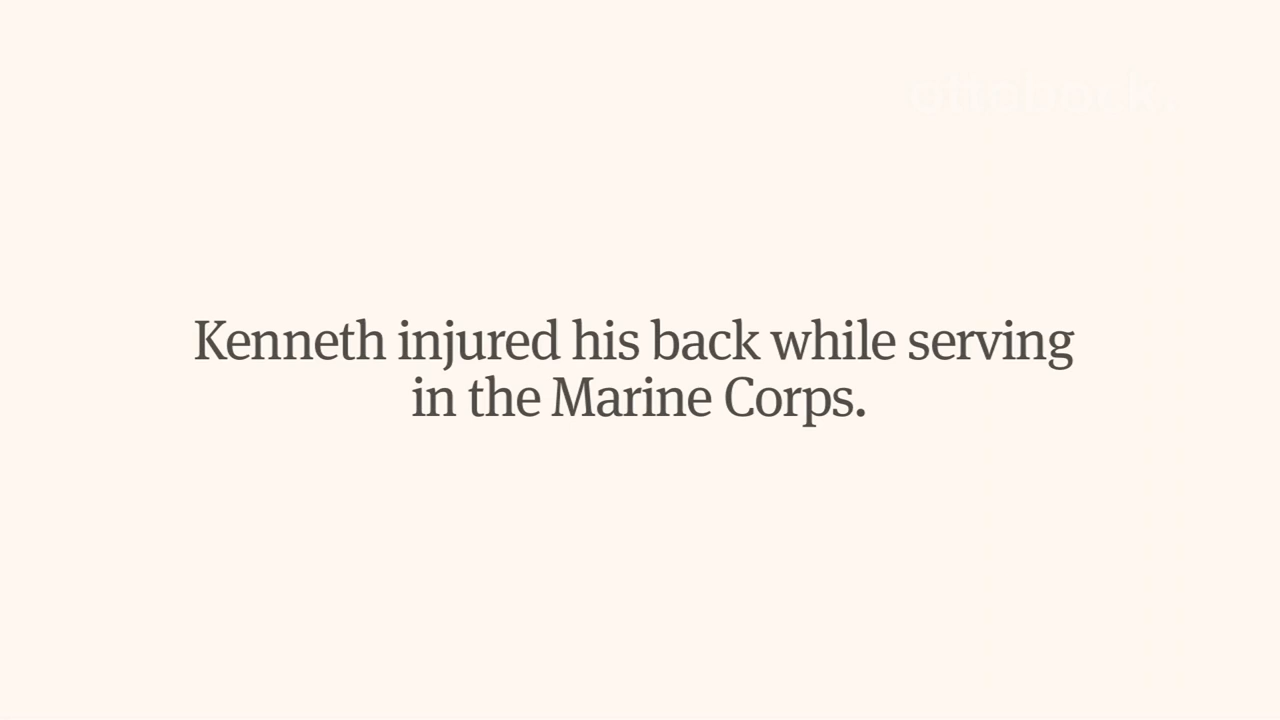 Kenneth injured his back while serving
in the Marine Corps.